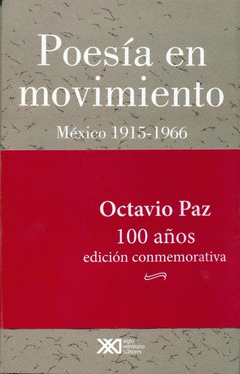 Poesía en
movimiento
México 1915-1966
Octavio Paz
100 años
edición conmemorativa
siglo
veintiuno
editores